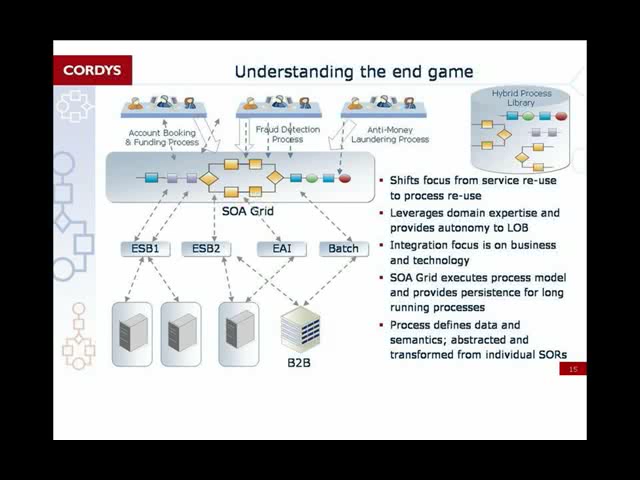 CORDYS
Understanding the end game
Hybrid Process
Library
Account Booking
& Funding Process
Fraud Detection
Process
Anti-Money
Laundering Process
SOA Grid
ESB1
ESB2
EAI
Batch
B2B
▪ Shifts focus from service re-use
to process re-use
▪ Leverages domain expertise and
provides autonomy to LOB
▪ Integration focus is on business
and technology
▪ SOA Grid executes process model
and provides persistence for long
running processes
▪ Process defines data and
semantics; abstracted and
transformed from individual SORs
15